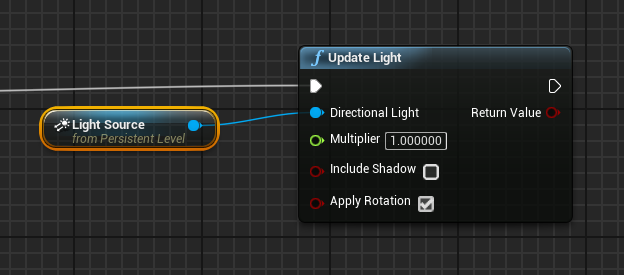 Update Light
Light Source
from Persistent Level
Directional Light
Return Value
Multiplier 1.000000
Include Shadow
Apply Rotation